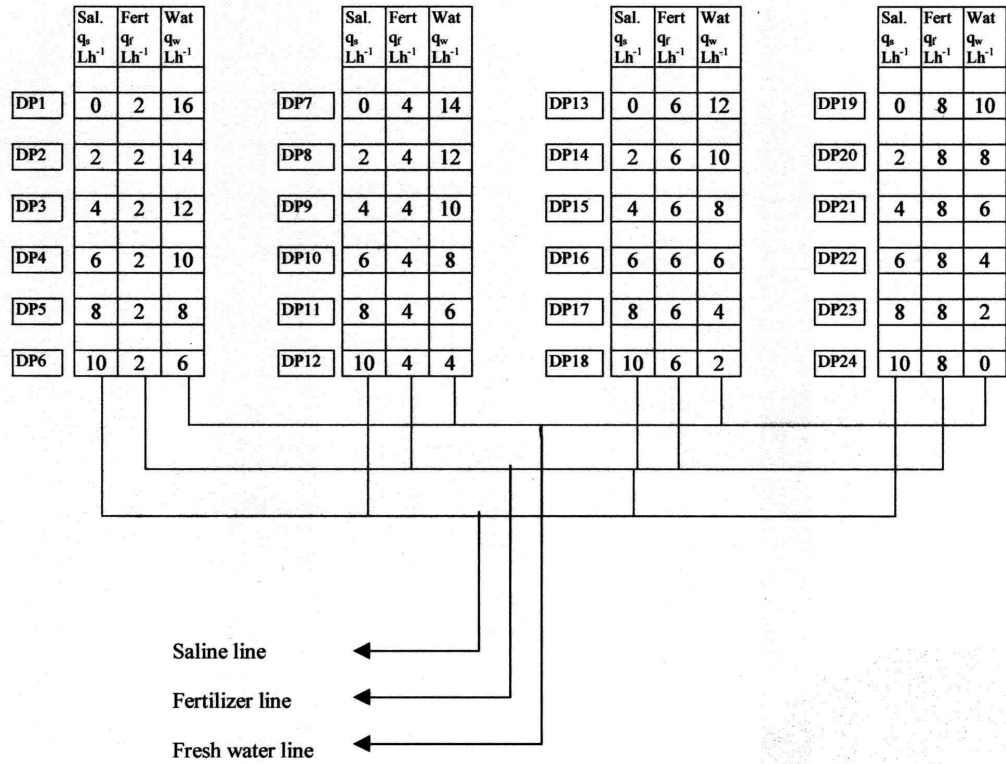 Sal. Fert Wat Sal. Fert Wat Sal. Fert Wat Sal. Fert Wat
qs qf qw qs qf qw qs qf qw qs qf qw
Lh-1 Lh-1 Lh-1 Lh-1 Lh-1 Lh-1 Lh-1 Lh-1 Lh-1 Lh-1 Lh-1 Lh-1
DP1 0 2 16 DP7 0 4 14 DP13 0 6 12 DP19 0 8 10
DP2 2 2 14 DP8 2 4 12 DP14 2 6 10 DP20 2 8 8
DP3 4 2 12 DP9 4 4 10 DP15 4 6 8 DP21 4 8 6
DP4 6 2 10 DP10 6 4 8 DP16 6 6 6 DP22 6 8 4
DP5 8 2 8 DP11 8 4 6 DP17 8 6 4 DP23 8 8 2
DP6 10 2 6 DP12 10 4 4 DP18 10 6 2 DP24 10 8 0
Saline line
Fertilizer line
Fresh water line